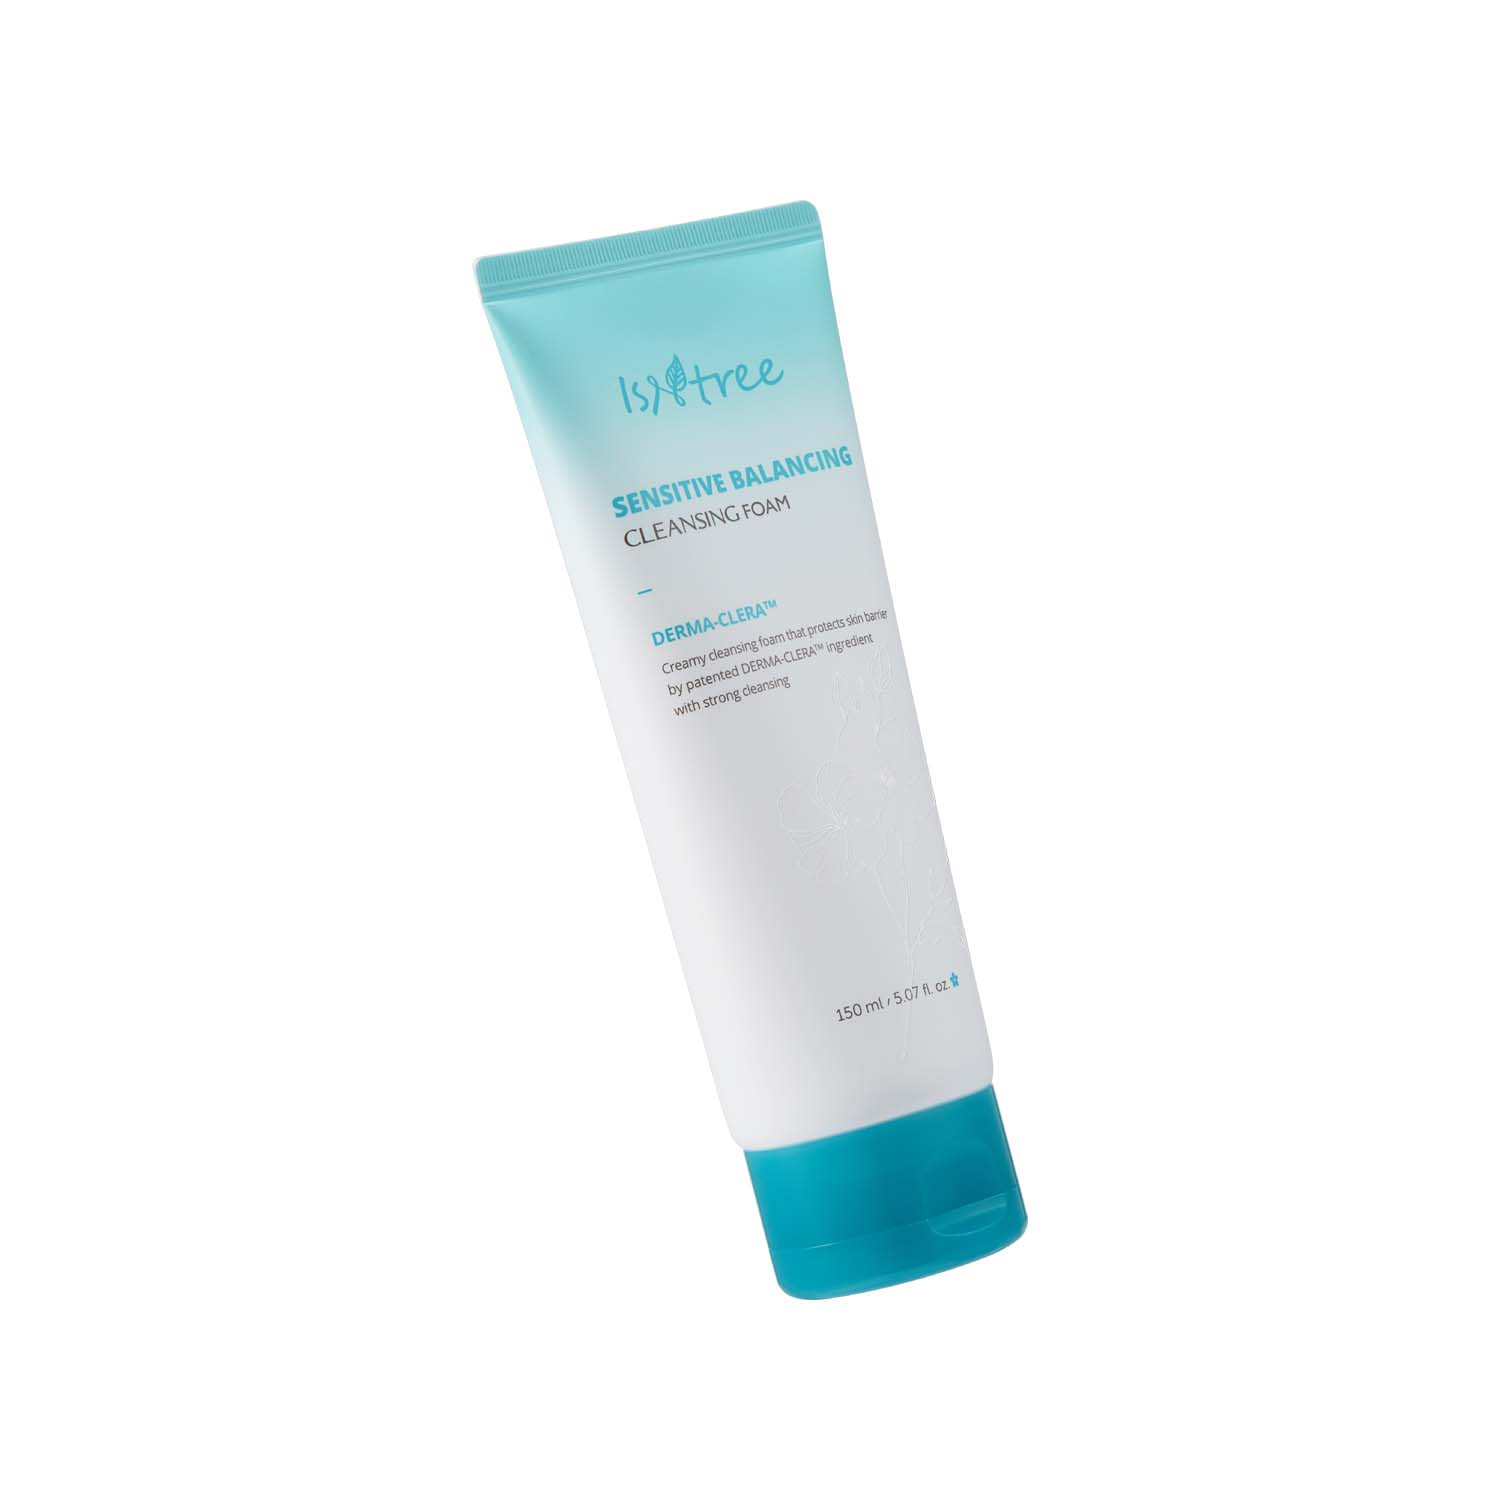 Isntree
SENSITIVE BALANCING
CLEANSING FOAM
DERMA-CLERA™
Creamy cleansing foam that protects skin barrier
by patented DERMA-CLERA™ ingredient
with strong cleansing
150 ml / 5.07 fl. oz.